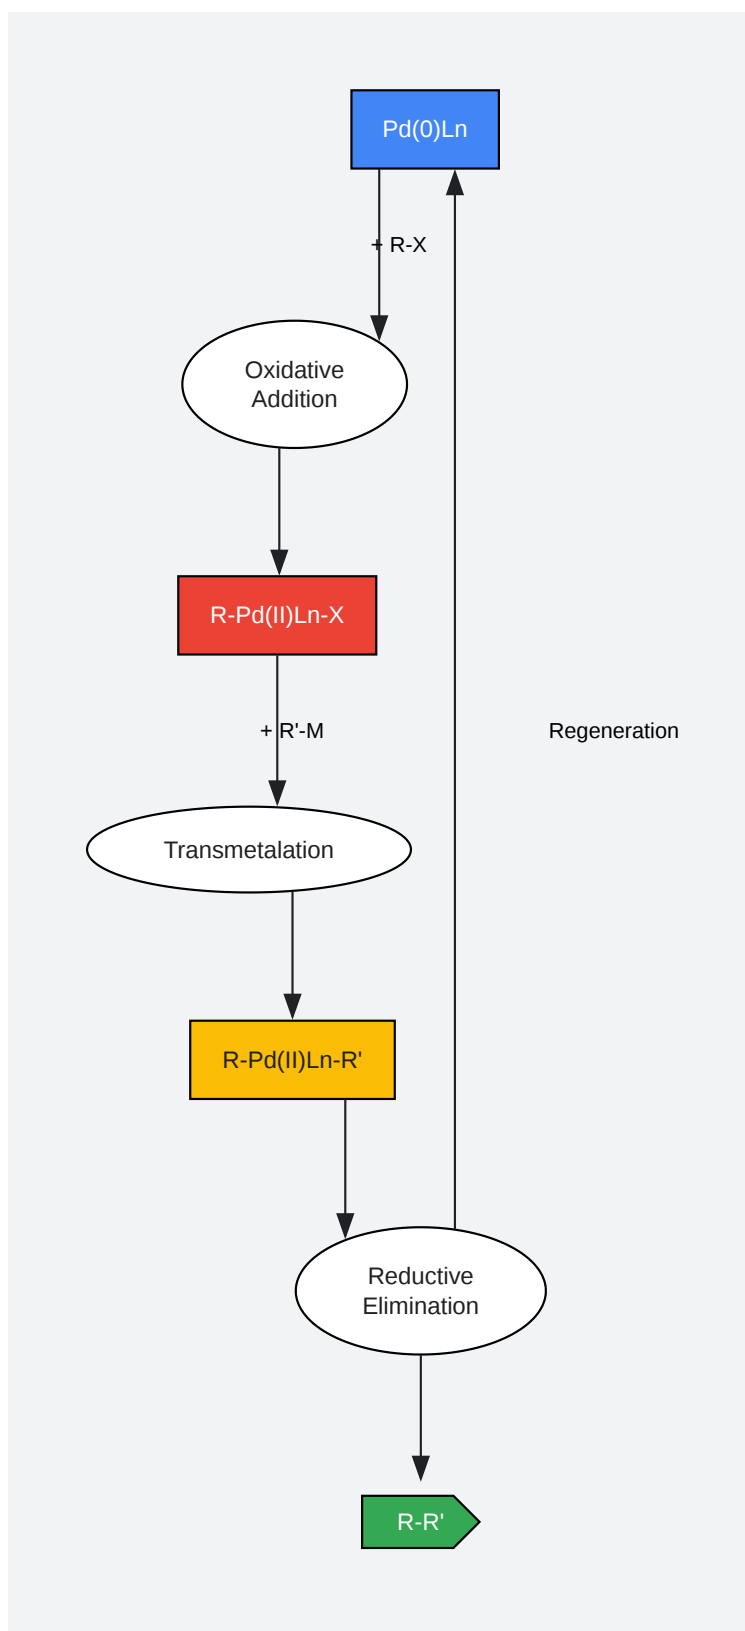 Pd(0)Ln
+ R-X
Oxidative
Addition
R-Pd(II)Ln-X
+ R'-M
Regeneration
Transmetalation
R-Pd(II)Ln-R'
Reductive
Elimination
R-R'